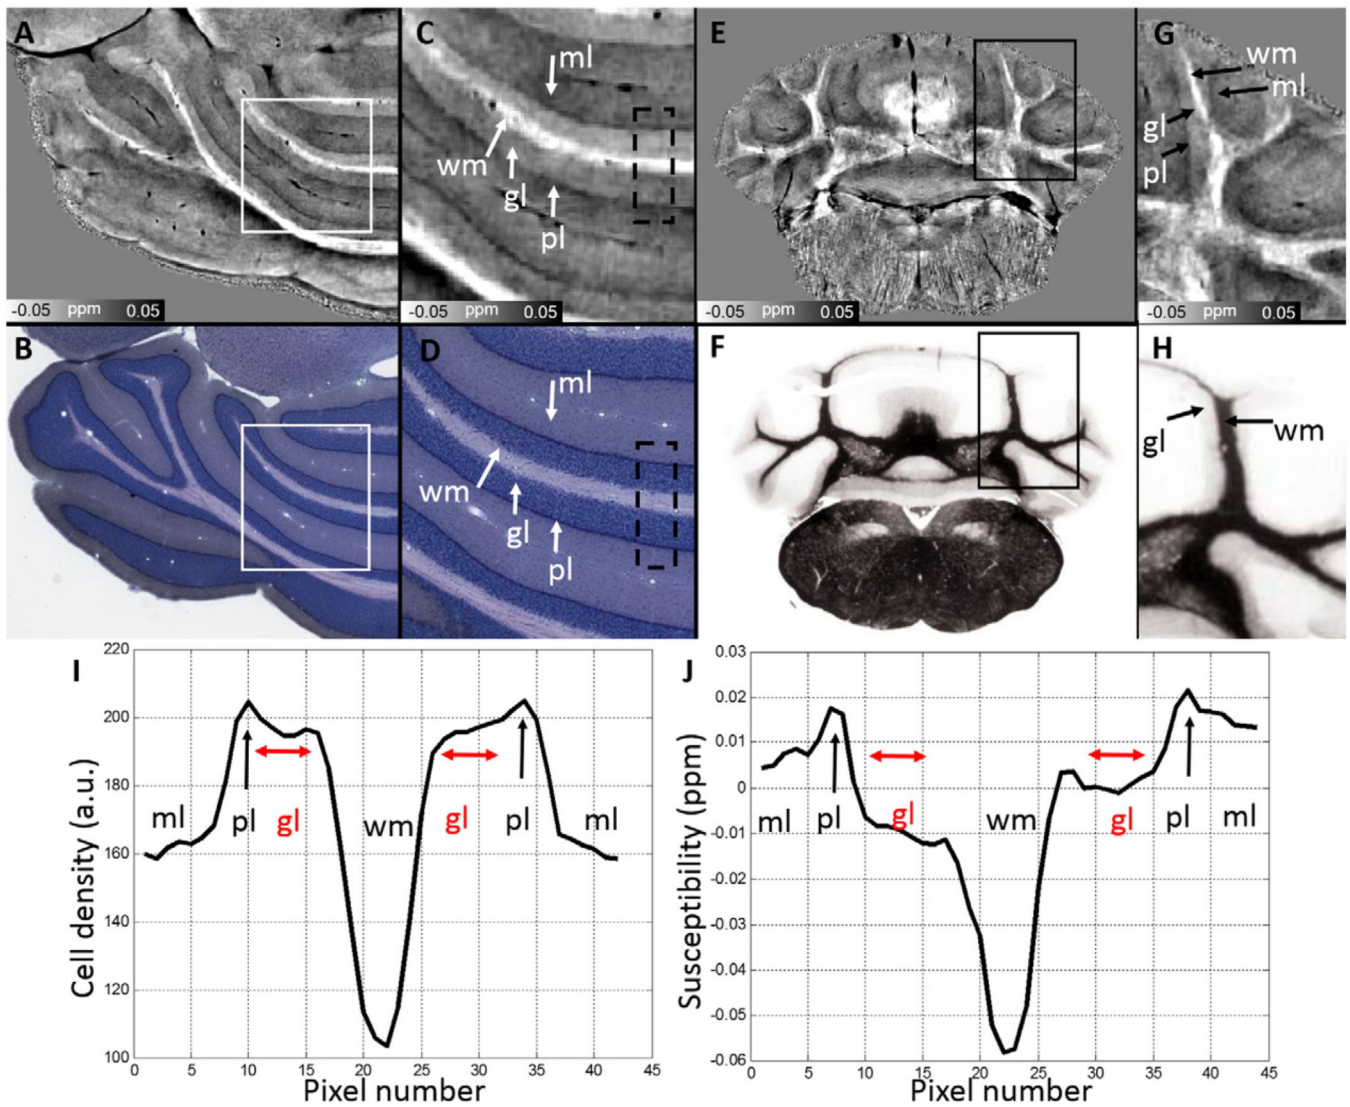 A
-0.05 ppm 0.05
C
ml
wm
gl
pl
-0.05 ppm 0.05
E
-0.05 ppm 0.05
G
wm
ml
gl
pl
-0.05 ppm 0.05
B
D
ml
wm
gl
pl
F
H
gl
wm
I
Cell density (a.u.)
220
200
180
160
140
120
100
ml pl gl wm gl pl ml
0 5 10 15 20 25 30 35 40 45
Pixel number
J
Susceptibility (ppm)
0.03
0.02
0.01
0
-0.01
-0.02
-0.03
-0.04
-0.05
-0.06
ml pl gl wm gl pl ml
0 5 10 15 20 25 30 35 40 45
Pixel number